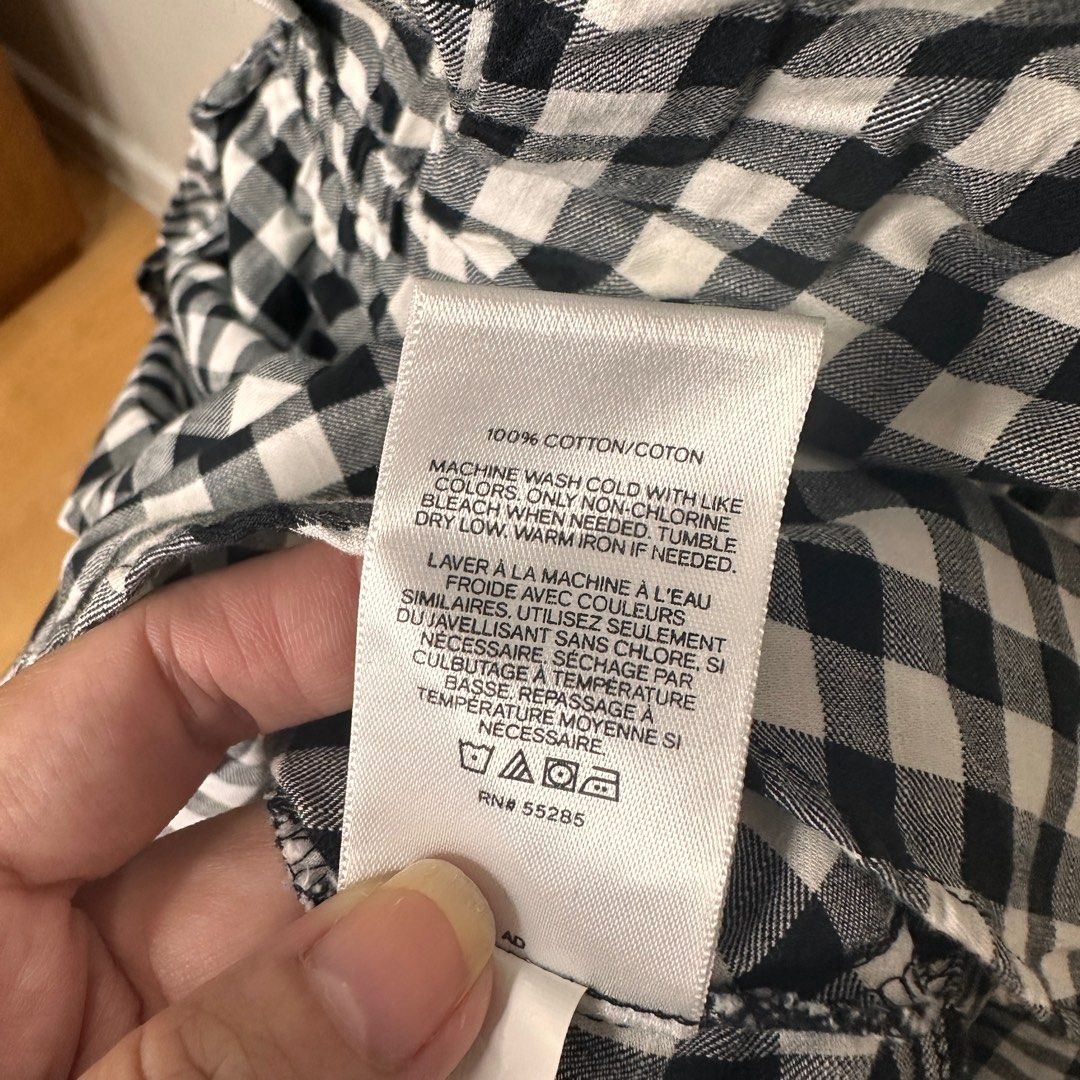 100% COTTON/COTON
MACHINE WASH COLD WITH LIKE
COLORS. ONLY NON-CHLORINE
BLEACH WHEN NEEDED. TUMBLE
DRY LOW. WARM IRON IF NEEDED.
LAVER À LA MACHINE À L'EAU
FROIDE AVEC COULEURS
SIMILAIRES, UTILISEZ SEULEMENT
DU JAVELLISANT SANS CHLORE, SI
NÉCESSAIRE, SÉCHAGE PAR
CULBUTAGE À TEMPÉRATURE
BASSE, REPASSAGE À
TEMPÉRATURE MOYENNE SI
NÉCESSAIRE
RN# 55285
AD